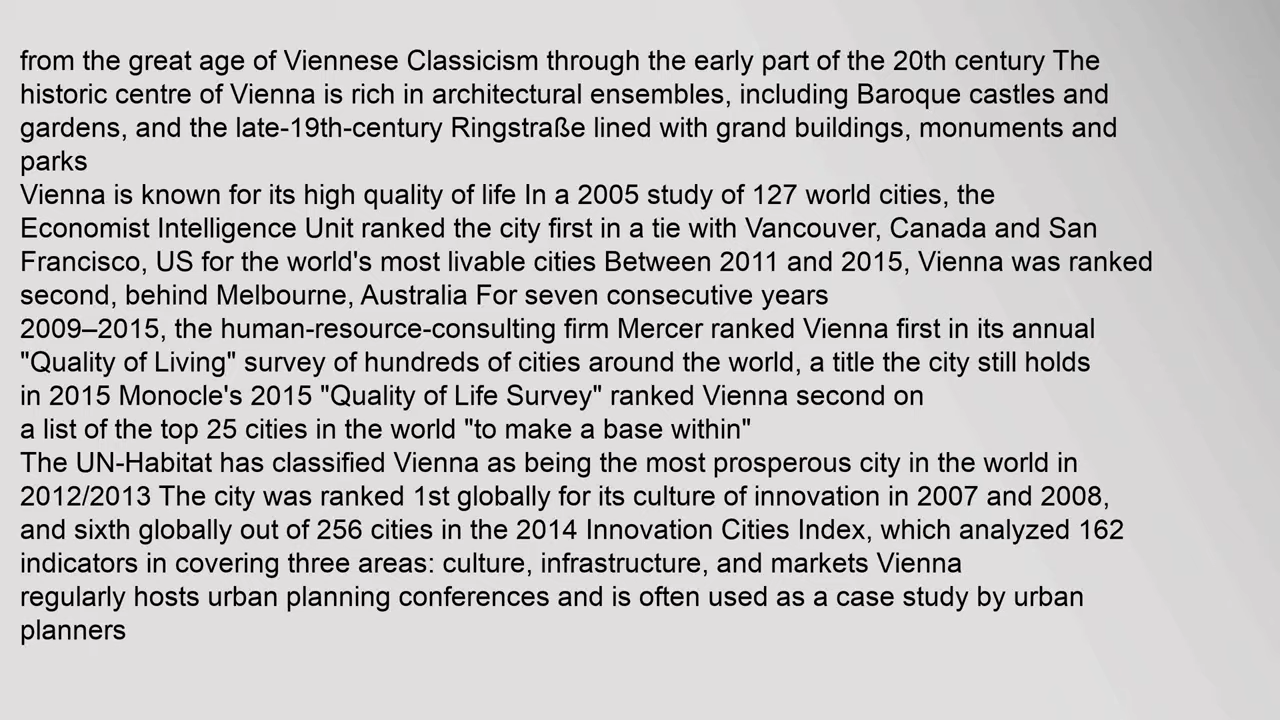 from the great age of Viennese Classicism through the early part of the 20th century The
historic centre of Vienna is rich in architectural ensembles, including Baroque castles and
gardens, and the late-19th-century Ringstraße lined with grand buildings, monuments and
parks
Vienna is known for its high quality of life In a 2005 study of 127 world cities, the
Economist Intelligence Unit ranked the city first in a tie with Vancouver, Canada and San
Francisco, US for the world's most livable cities Between 2011 and 2015, Vienna was ranked
second, behind Melbourne, Australia For seven consecutive years
2009–2015, the human-resource-consulting firm Mercer ranked Vienna first in its annual
"Quality of Living" survey of hundreds of cities around the world, a title the city still holds
in 2015 Monocle's 2015 "Quality of Life Survey" ranked Vienna second on
a list of the top 25 cities in the world "to make a base within"
The UN-Habitat has classified Vienna as being the most prosperous city in the world in
2012/2013 The city was ranked 1st globally for its culture of innovation in 2007 and 2008,
and sixth globally out of 256 cities in the 2014 Innovation Cities Index, which analyzed 162
indicators in covering three areas: culture, infrastructure, and markets Vienna
regularly hosts urban planning conferences and is often used as a case study by urban
planners